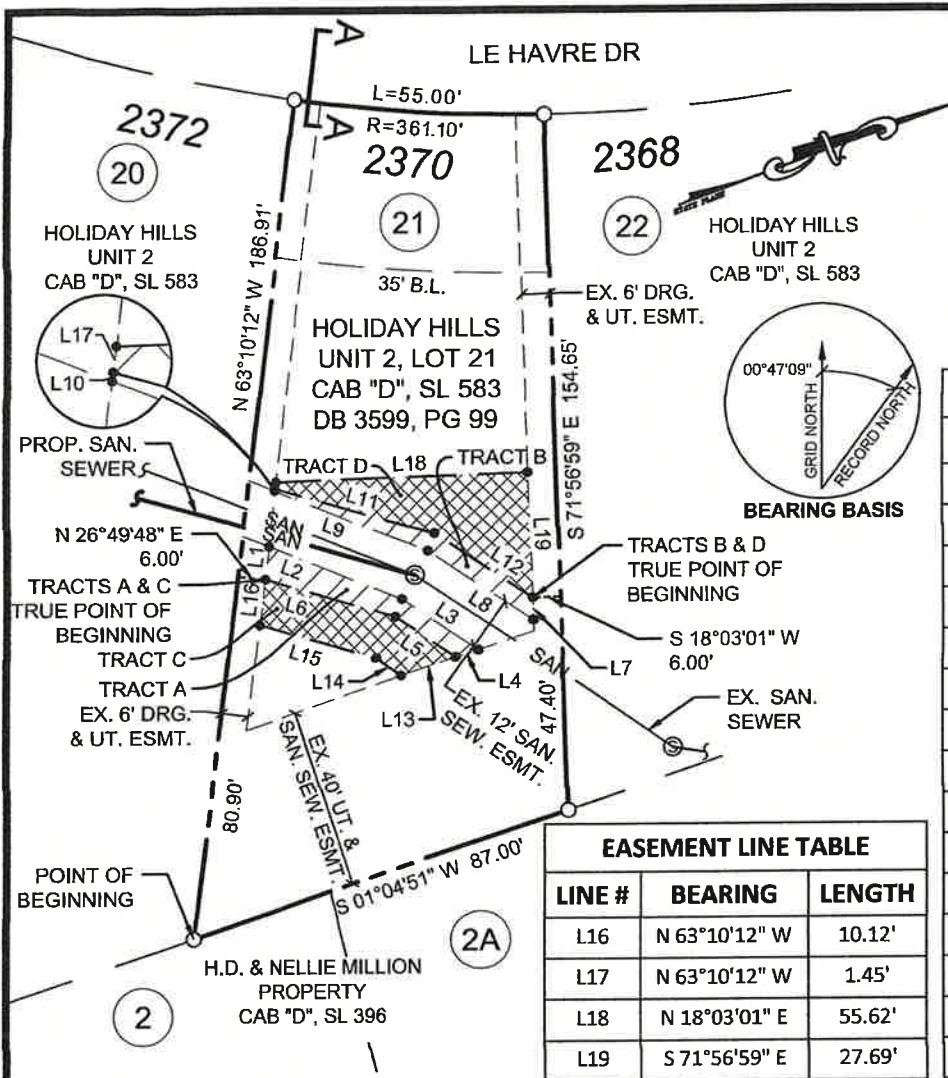 LE HAVRE DR
A
A
L=55.00'
R=361.10'
2372
20
2370
21
2368
22
HOLIDAY HILLS
UNIT 2
CAB "D", SL 583
HOLIDAY HILLS
UNIT 2
CAB "D", SL 583
N
STATE PLANE
35' B.L.
EX. 6' DRG.
& UT. ESMT.
L17
L10
N 63°10'12" W 186.91'
HOLIDAY HILLS
UNIT 2, LOT 21
CAB "D", SL 583
DB 3599, PG 99
S 71°56'59" E 154.65'
00°47'09"
GRID NORTH
RECORD NORTH
BEARING BASIS
PROP. SAN.
SEWER
TRACT D
L18
TRACT B
L11
L9
SAN
SAN
L12
L19
N 26°49'48" E
6.00'
L1
L2
L8
TRACTS B & D
TRUE POINT OF
BEGINNING
TRACTS A & C
TRUE POINT OF
BEGINNING
L16
L6
S
L3
S 18°03'01" W
6.00'
TRACT C
L15
L5
L7
TRACT A
L14
L4
SAN
EX. 6' DRG.
& UT. ESMT.
L13
EX. 12' SAN.
SEW. ESMT.
47.40'
EX. SAN.
SEWER
S
EX. 40' UT. &
SAN. SEW. ESMT.
80.90'
POINT OF
BEGINNING
S 01°04'51" W 87.00'
2A
H.D. & NELLIE MILLION
PROPERTY
CAB "D", SL 396
2
EASEMENT LINE TABLE
LINE # BEARING LENGTH
L16 N 63°10'12" W 10.12'
L17 N 63°10'12" W 1.45'
L18 N 18°03'01" E 55.62'
L19 S 71°56'59" E 27.69'